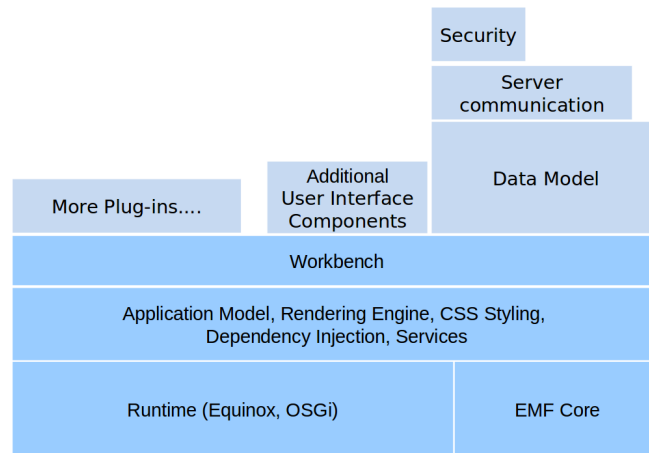 Security
Server
communication
Data Model
Additional
User Interface
Components
More Plug-ins....
Workbench
Application Model, Rendering Engine, CSS Styling,
Dependency Injection, Services
Runtime (Equinox, OSGi)
EMF Core